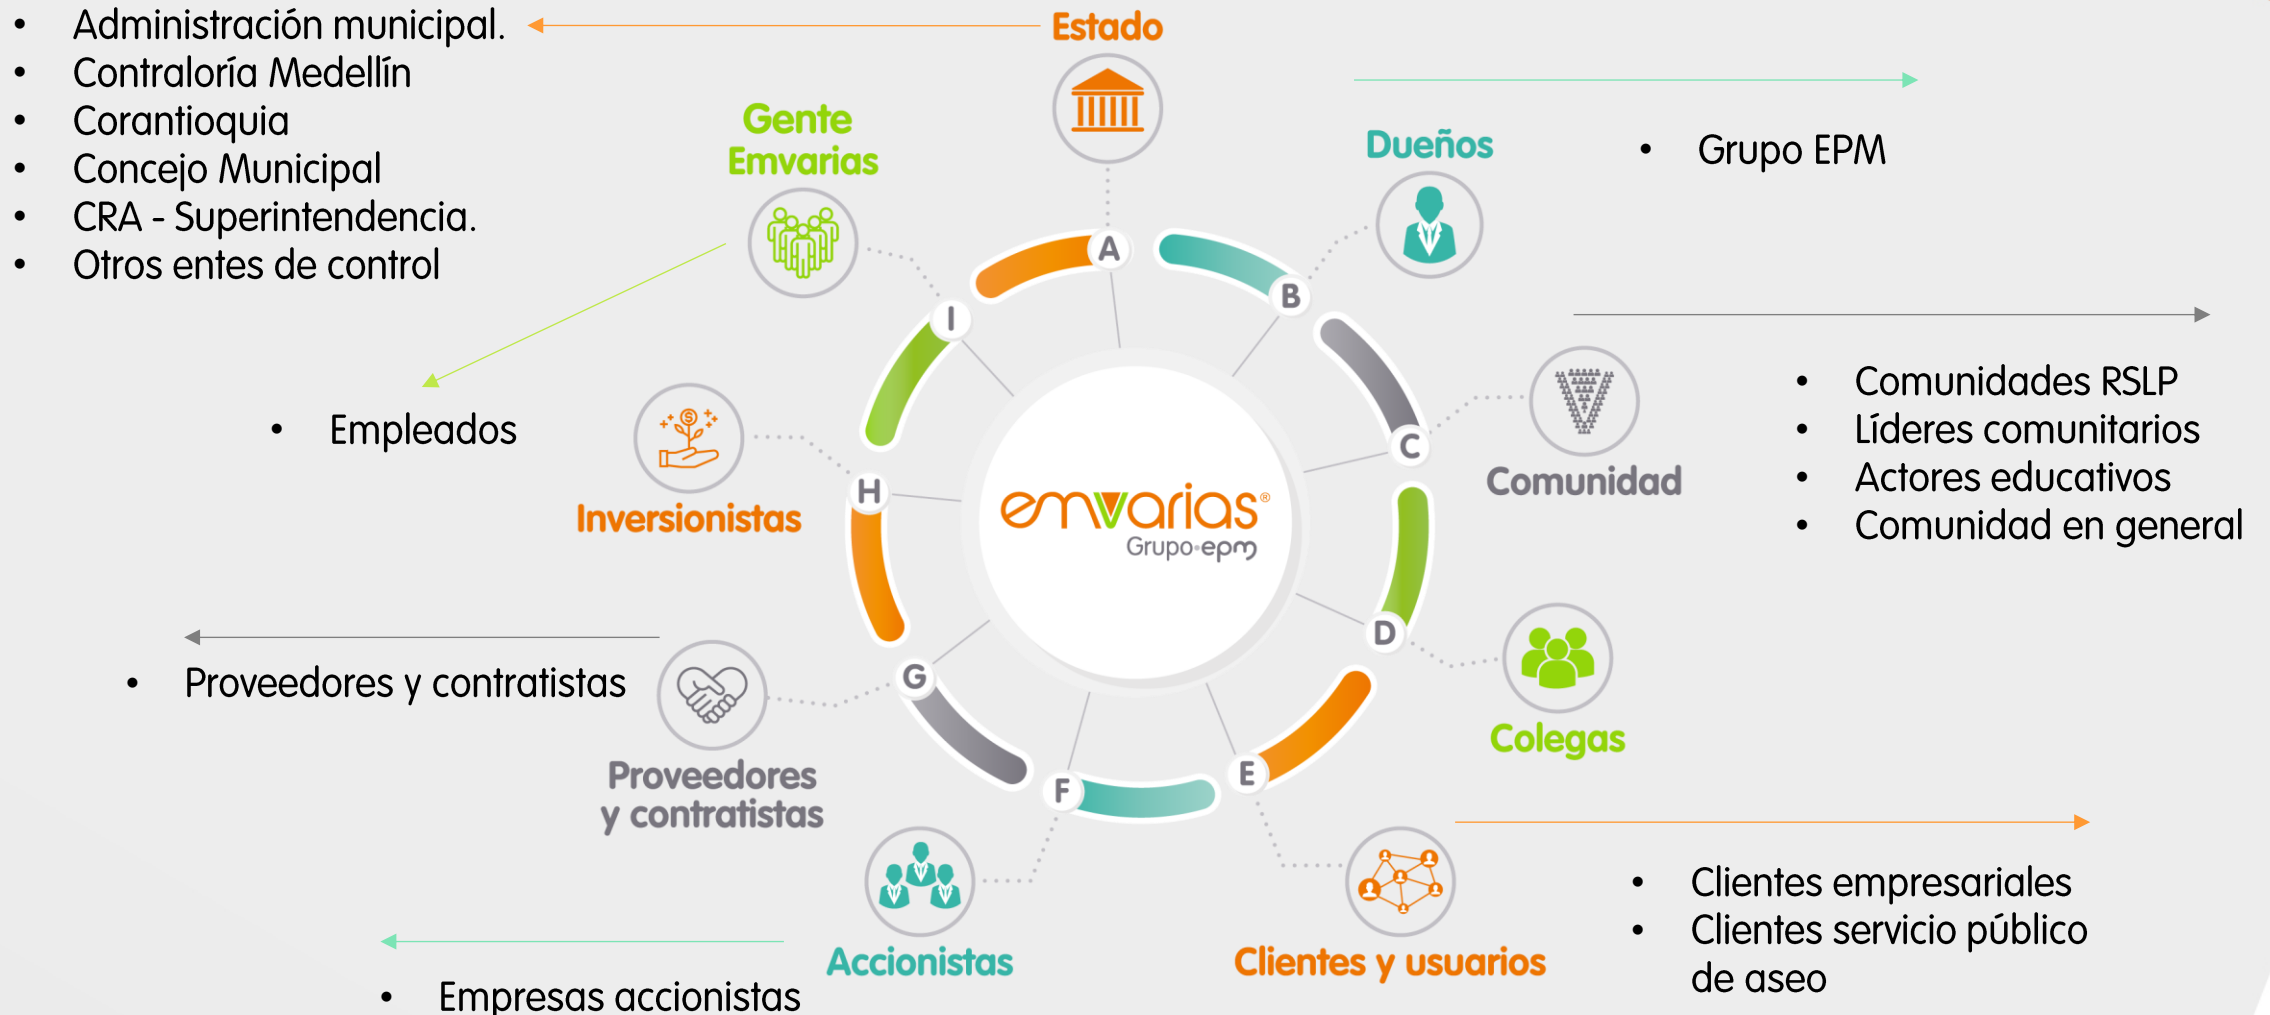 • Administración municipal.
• Contraloría Medellín
• Corantioquia
• Concejo Municipal
• CRA - Superintendencia.
• Otros entes de control
Estado
A
Dueños
B
• Grupo EPM
Comunidad
C
• Comunidades RSLP
• Líderes comunitarios
• Actores educativos
• Comunidad en general
Colegas
D
Clientes y usuarios
E
• Clientes empresariales
• Clientes servicio público
de aseo
Accionistas
F
• Empresas accionistas
Proveedores
y contratistas
G
• Proveedores y contratistas
Inversionistas
H
Gente
Emvarias
I
• Empleados
emvarias®
Grupo·epm